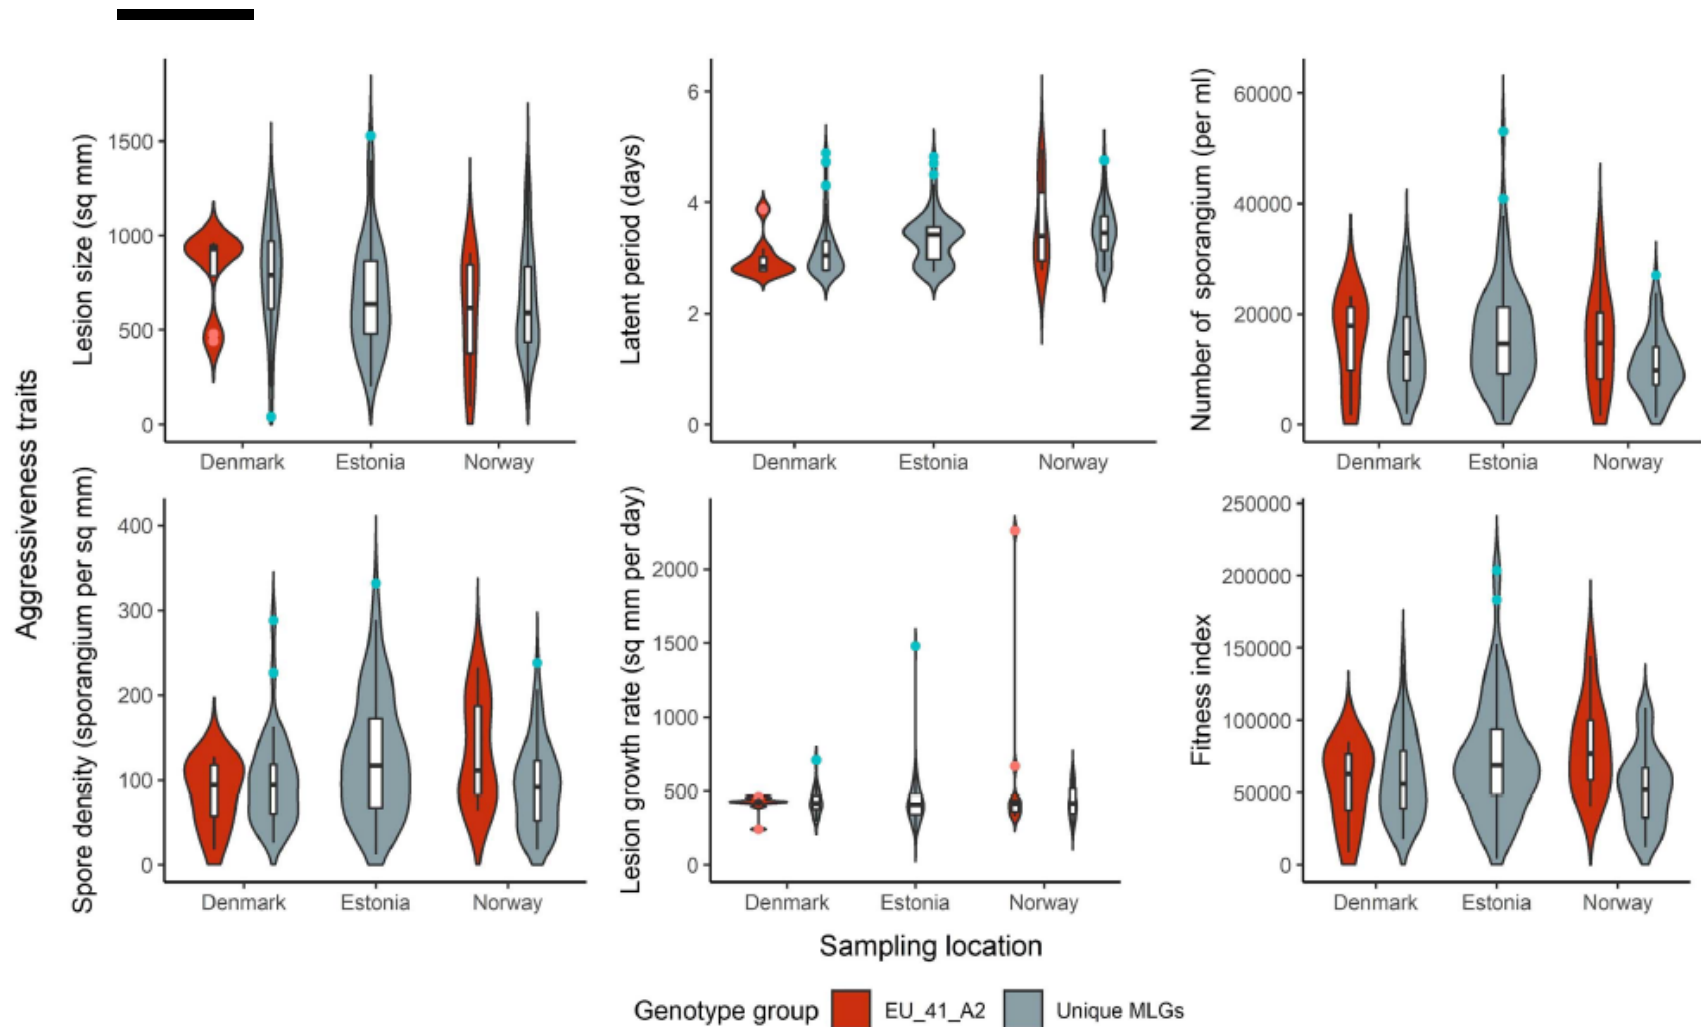 Aggressiveness traits
Lesion size (sq mm)
1500
1000
500
0
Denmark Estonia Norway
Latent period (days)
6
4
2
0
Denmark Estonia Norway
Number of sporangium (per ml)
60000
40000
20000
0
Denmark Estonia Norway
Spore density (sporangium per sq mm)
400
300
200
100
0
Denmark Estonia Norway
Lesion growth rate (sq mm per day)
2000
1500
1000
500
0
Denmark Estonia Norway
Fitness index
250000
200000
150000
100000
50000
0
Denmark Estonia Norway
Sampling location
Genotype group EU_41_A2 Unique MLGs